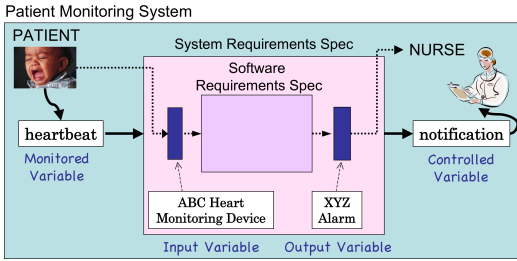 Patient Monitoring System
PATIENT
System Requirements Spec
NURSE
Software
Requirements Spec
heartbeat
notification
Monitored
Variable
Controlled
Variable
ABC Heart
Monitoring Device
XYZ
Alarm
Input Variable
Output Variable